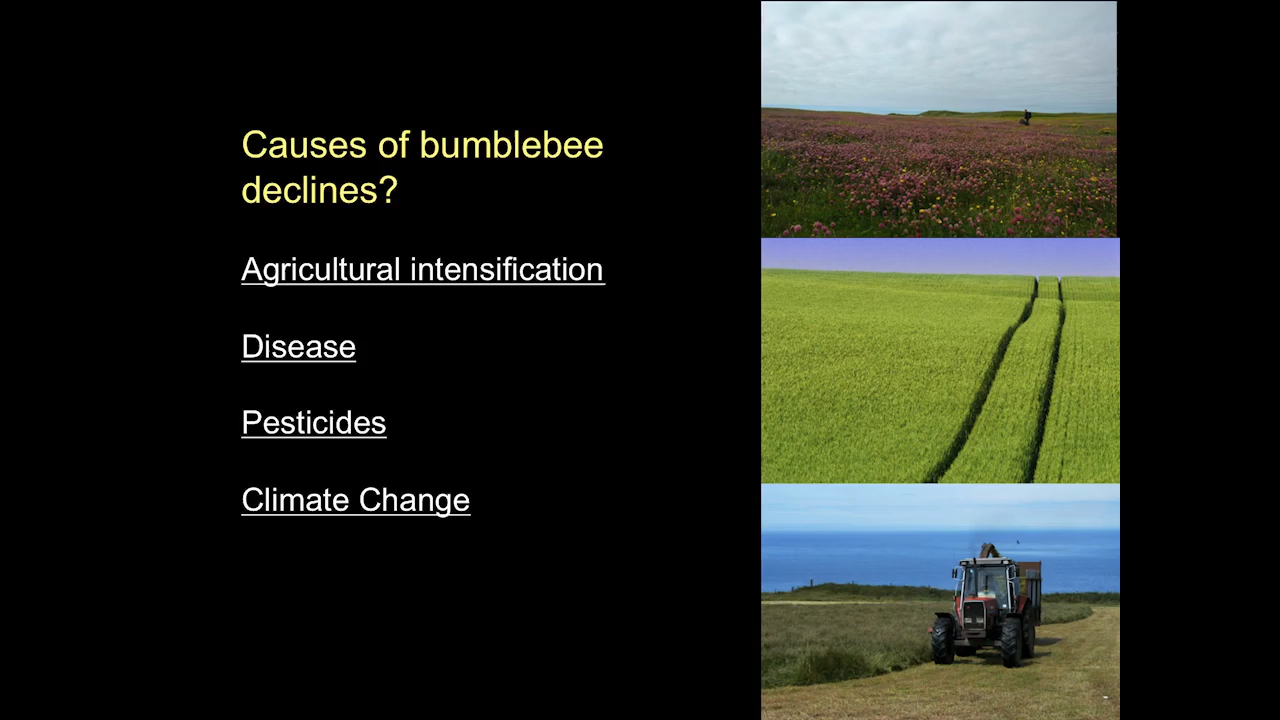 Causes of bumblebee
declines?
Agricultural intensification
Disease
Pesticides
Climate Change